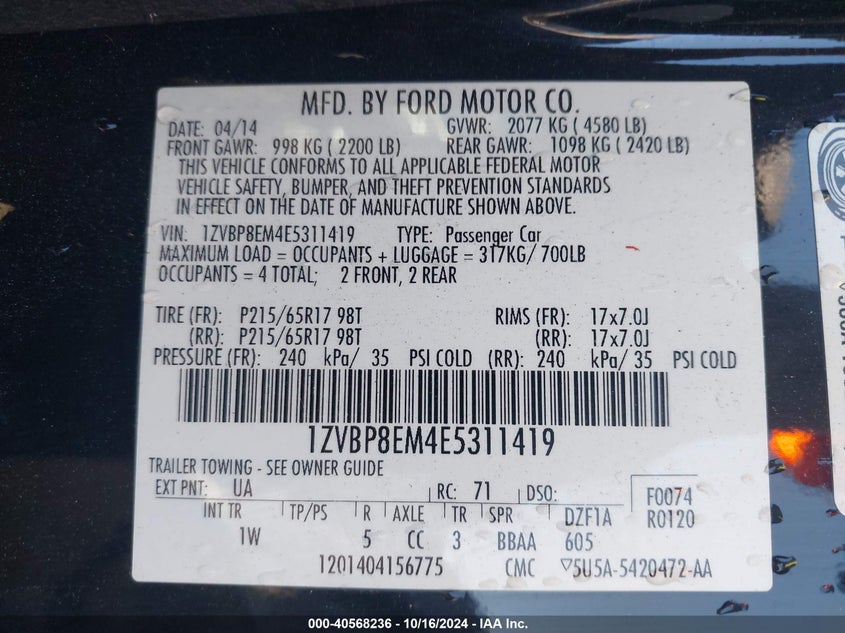 MFD. BY FORD MOTOR CO.
DATE: 04/14 GVWR: 2077 KG ( 4580 LB)
FRONT GAWR: 998 KG ( 2200 LB) REAR GAWR: 1098 KG ( 2420 LB)
THIS VEHICLE CONFORMS TO ALL APPLICABLE FEDERAL MOTOR
VEHICLE SAFETY, BUMPER, AND THEFT PREVENTION STANDARDS
IN EFFECT ON THE DATE OF MANUFACTURE SHOWN ABOVE.
VIN: 1ZVBP8EM4E5311419 TYPE: Passenger Car
MAXIMUM LOAD = OCCUPANTS + LUGGAGE = 317KG/ 700LB
OCCUPANTS = 4 TOTAL; 2 FRONT, 2 REAR
TIRE (FR): P215/65R17 98T RIMS (FR): 17x7.0J
(RR): P215/65R17 98T (RR): 17x7.0J
PRESSURE (FR): 240 kPa/ 35 PSI COLD (RR): 240 kPa/ 35 PSI COLD
1ZVBP8EM4E5311419
TRAILER TOWING - SEE OWNER GUIDE
EXT PNT: UA RC: 71 DSO: F0074
INT TR TP/PS R AXLE TR SPR DZF1A R0120
1W 5 CC 3 BBAA 605
1201404156775 CMC ▽5U5A-5420472-AA
000-40568236 - 10/16/2024 - IAA Inc.